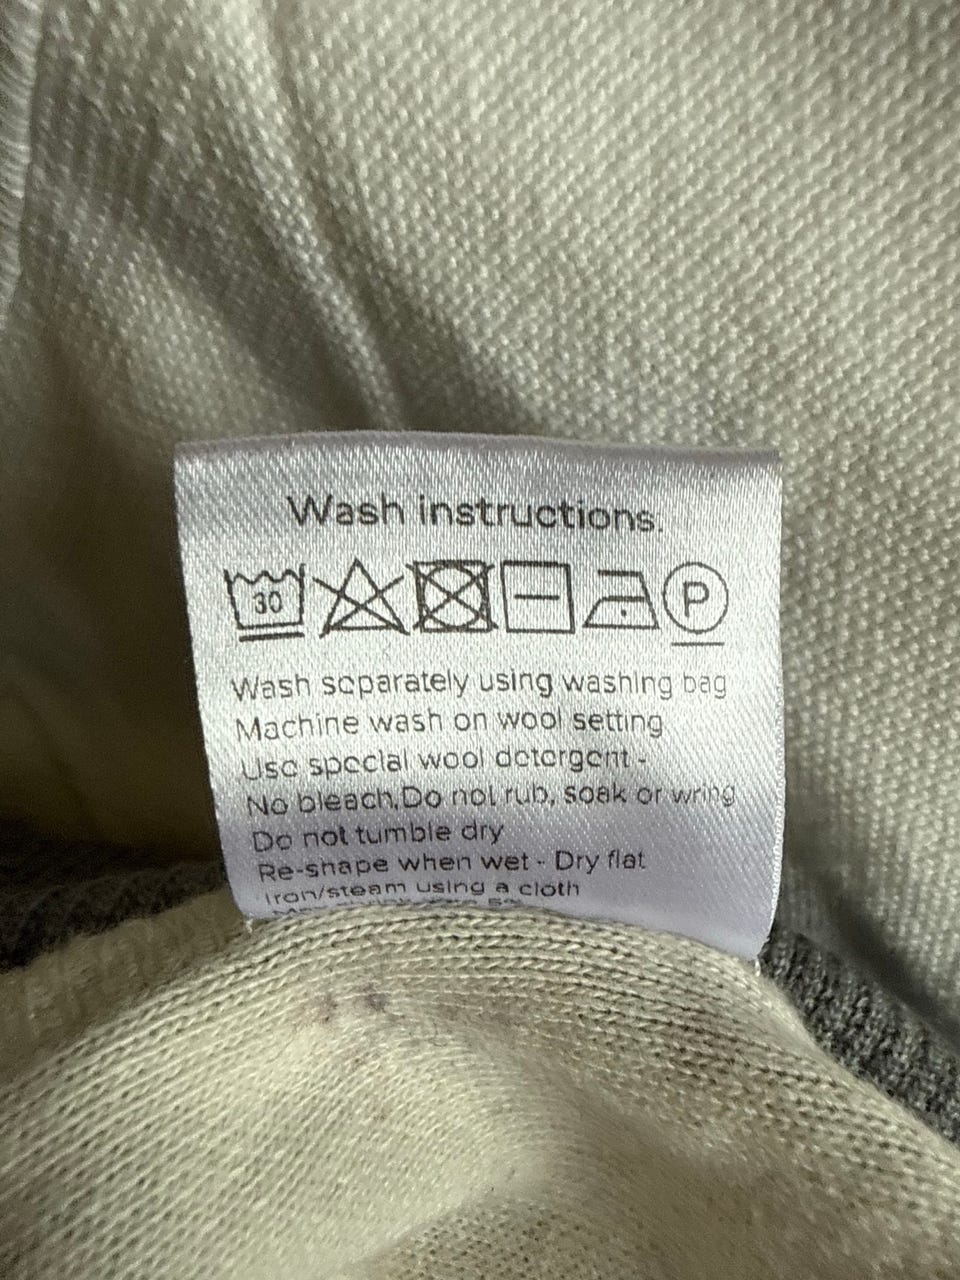 Wash instructions.
30 P
Wash separately using washing bag
Machine wash on wool setting
Use special wool detergent -
No bleach. Do not rub, soak or wring
Do not tumble dry
Re-shape when wet - Dry flat
Iron/steam using a cloth